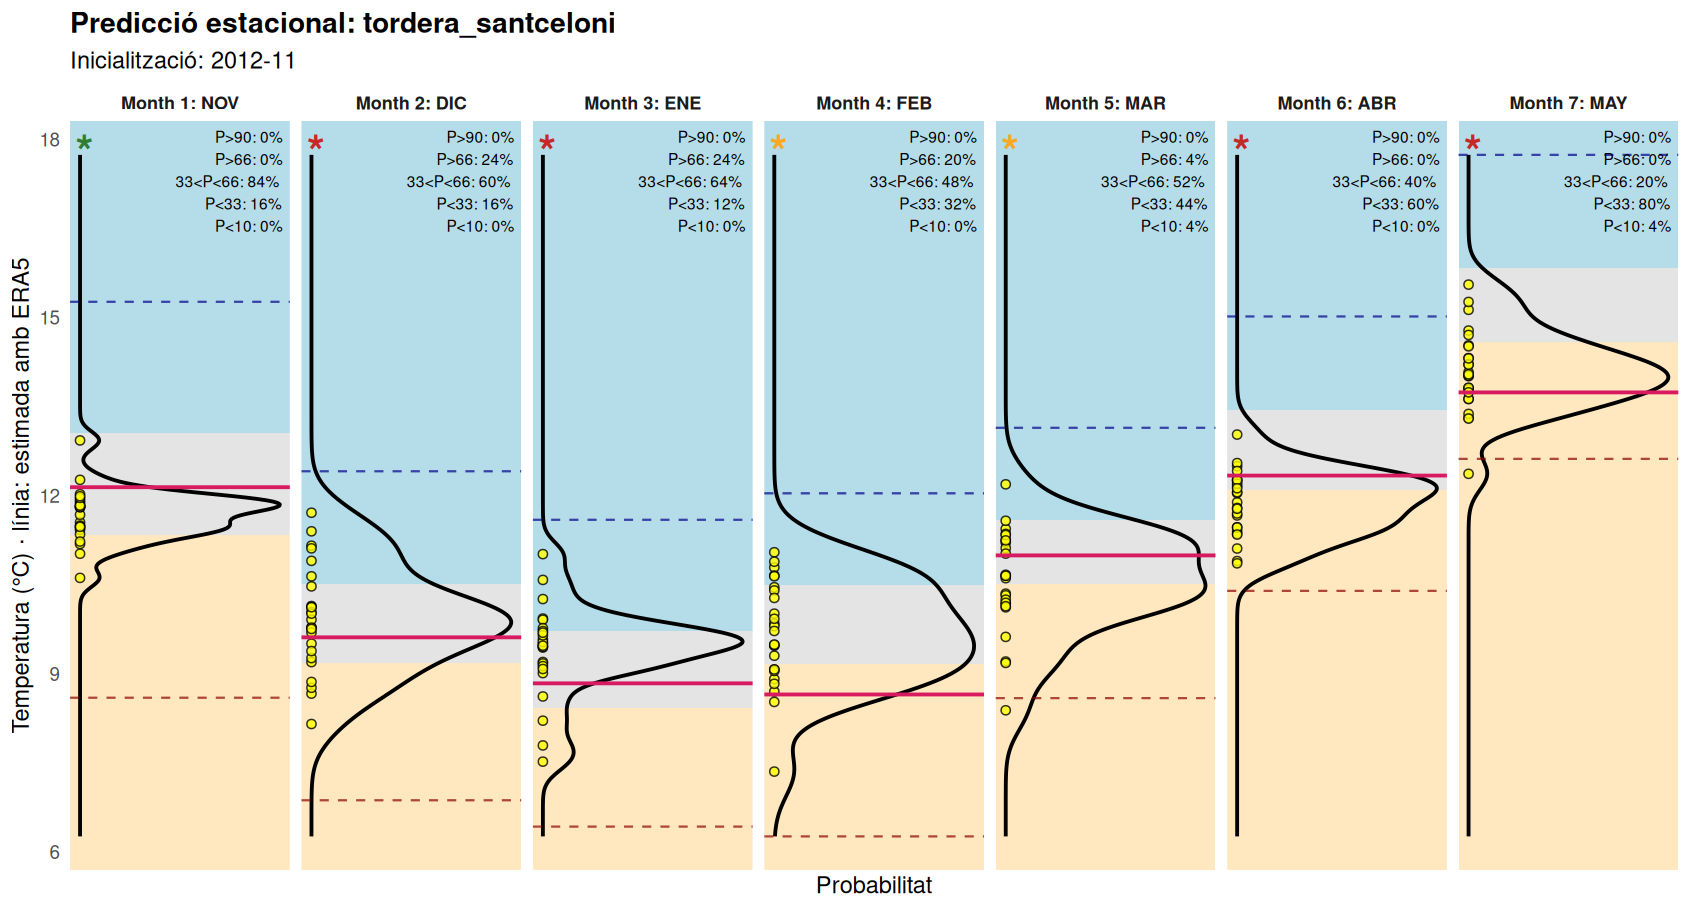 Predicció estacional: tordera_santceloni
Inicialització: 2012-11
Month 1: NOV
Month 2: DIC
Month 3: ENE
Month 4: FEB
Month 5: MAR
Month 6: ABR
Month 7: MAY
P>90: 0%
P>66: 0%
33<P<66: 84%
P<33: 16%
P<10: 0%
P>90: 0%
P>66: 24%
33<P<66: 60%
P<33: 16%
P<10: 0%
P>90: 0%
P>66: 24%
33<P<66: 64%
P<33: 12%
P<10: 0%
P>90: 0%
P>66: 20%
33<P<66: 48%
P<33: 32%
P<10: 0%
P>90: 0%
P>66: 4%
33<P<66: 52%
P<33: 44%
P<10: 4%
P>90: 0%
P>66: 0%
33<P<66: 40%
P<33: 60%
P<10: 0%
P>90: 0%
P>66: 0%
33<P<66: 20%
P<33: 80%
P<10: 4%
18
15
12
9
6
Temperatura (°C) · línia: estimada amb ERA5
Probabilitat